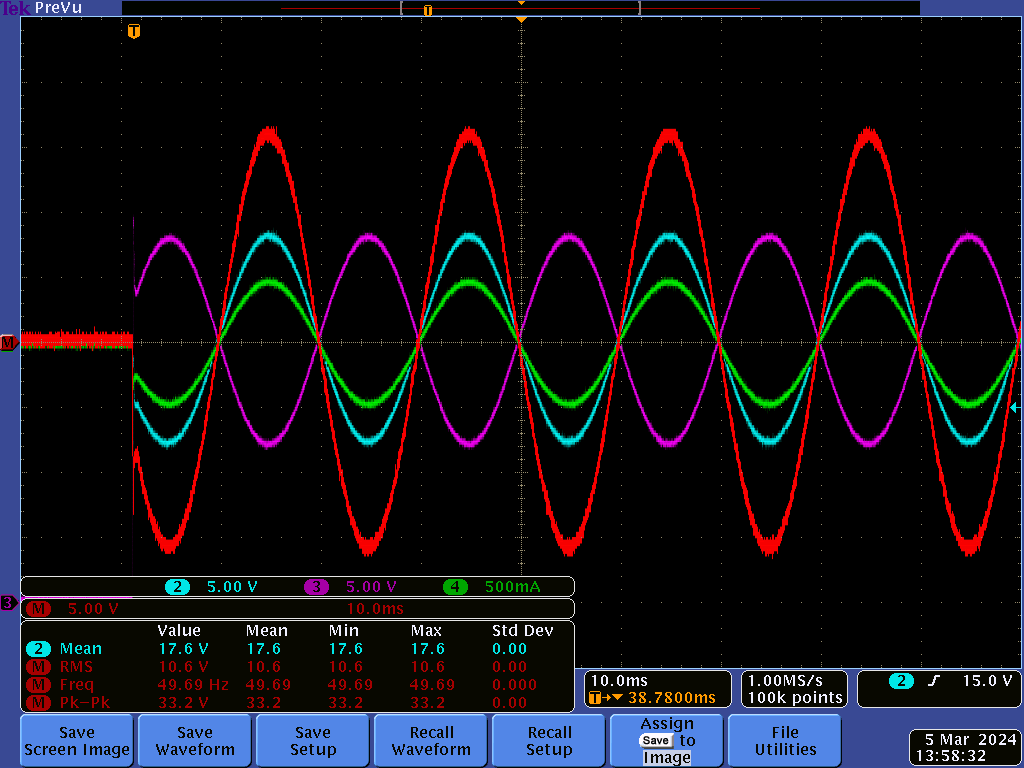 Tek PreVu
T
T
M
2 5.00 V 3 5.00 V 4 500mA
3
M 5.00 V 10.0ms
Value Mean Min Max Std Dev
2 Mean 17.6 V 17.6 17.6 17.6 0.00
M RMS 10.6 V 10.6 10.6 10.6 0.00
M Freq 49.69 Hz 49.69 49.69 49.69 0.000
M Pk-Pk 33.2 V 33.2 33.2 33.2 0.00
10.0ms
T→▼ 38.7800ms
1.00MS/s
100k points
2 15.0 V
Save
Screen Image
Save
Waveform
Save
Setup
Recall
Waveform
Recall
Setup
Assign
Save to
Image
File
Utilities
5 Mar 2024
13:58:32